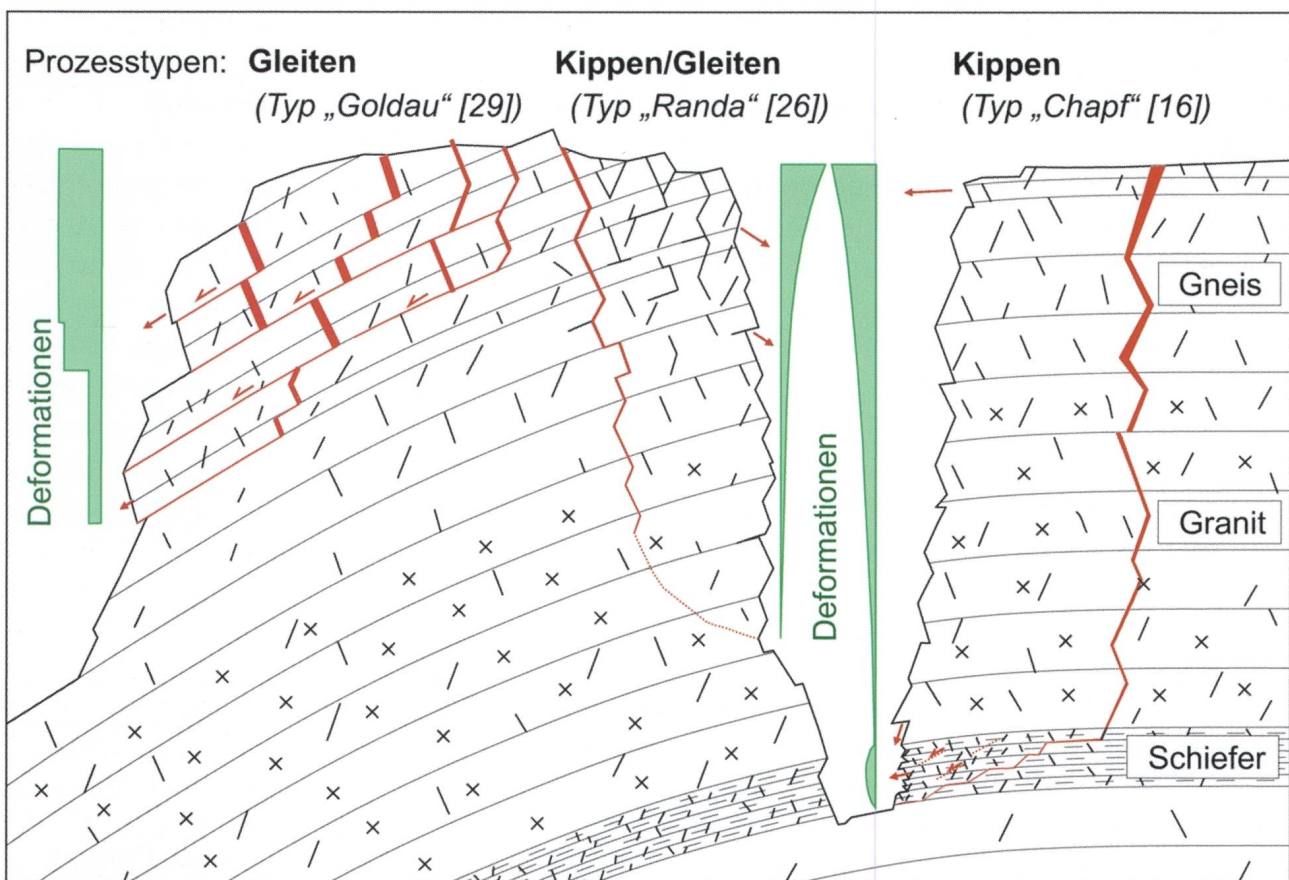 Prozesstypen: Gleiten Kippen/Gleiten Kippen
(Typ „Goldau“ [29]) (Typ „Randa“ [26]) (Typ „Chapf“ [16])
Deformationen
Deformationen
Gneis
Granit
Schiefer